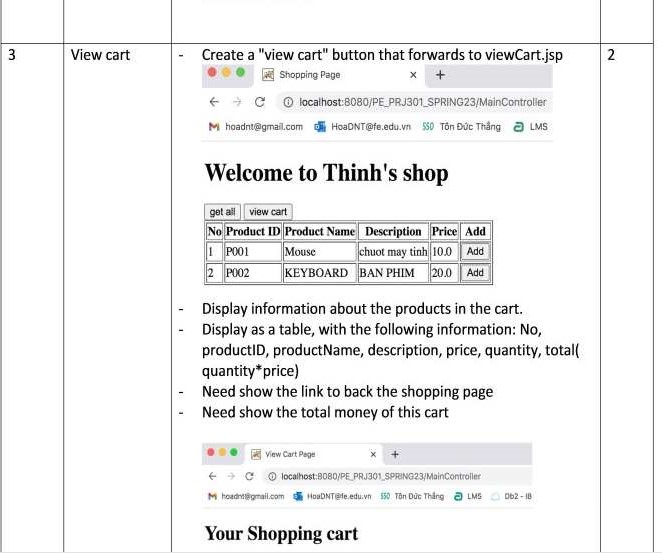 3 View cart - Create a "view cart" button that forwards to viewCart.jsp 2
Shopping Page × +
localhost:8080/PE_PRJ301_SPRING23/MainController
hoadnt@gmail.com HoaDNT@fe.edu.vn SSO Tôn Đức Thắng LMS
Welcome to Thinh's shop
get all view cart
No Product ID Product Name Description Price Add
1 P001 Mouse chuot may tinh 10.0 Add
2 P002 KEYBOARD BAN PHIM 20.0 Add
- Display information about the products in the cart.
- Display as a table, with the following information: No,
productID, productName, description, price, quantity, total(
quantity*price)
- Need show the link to back the shopping page
- Need show the total money of this cart
View Cart Page × +
localhost:8080/PE_PRJ301_SPRING23/MainController
hoadnt@gmail.com HoaDNT@fe.edu.vn SSO Tôn Đức Thắng LMS Db2 - IB
Your Shopping cart